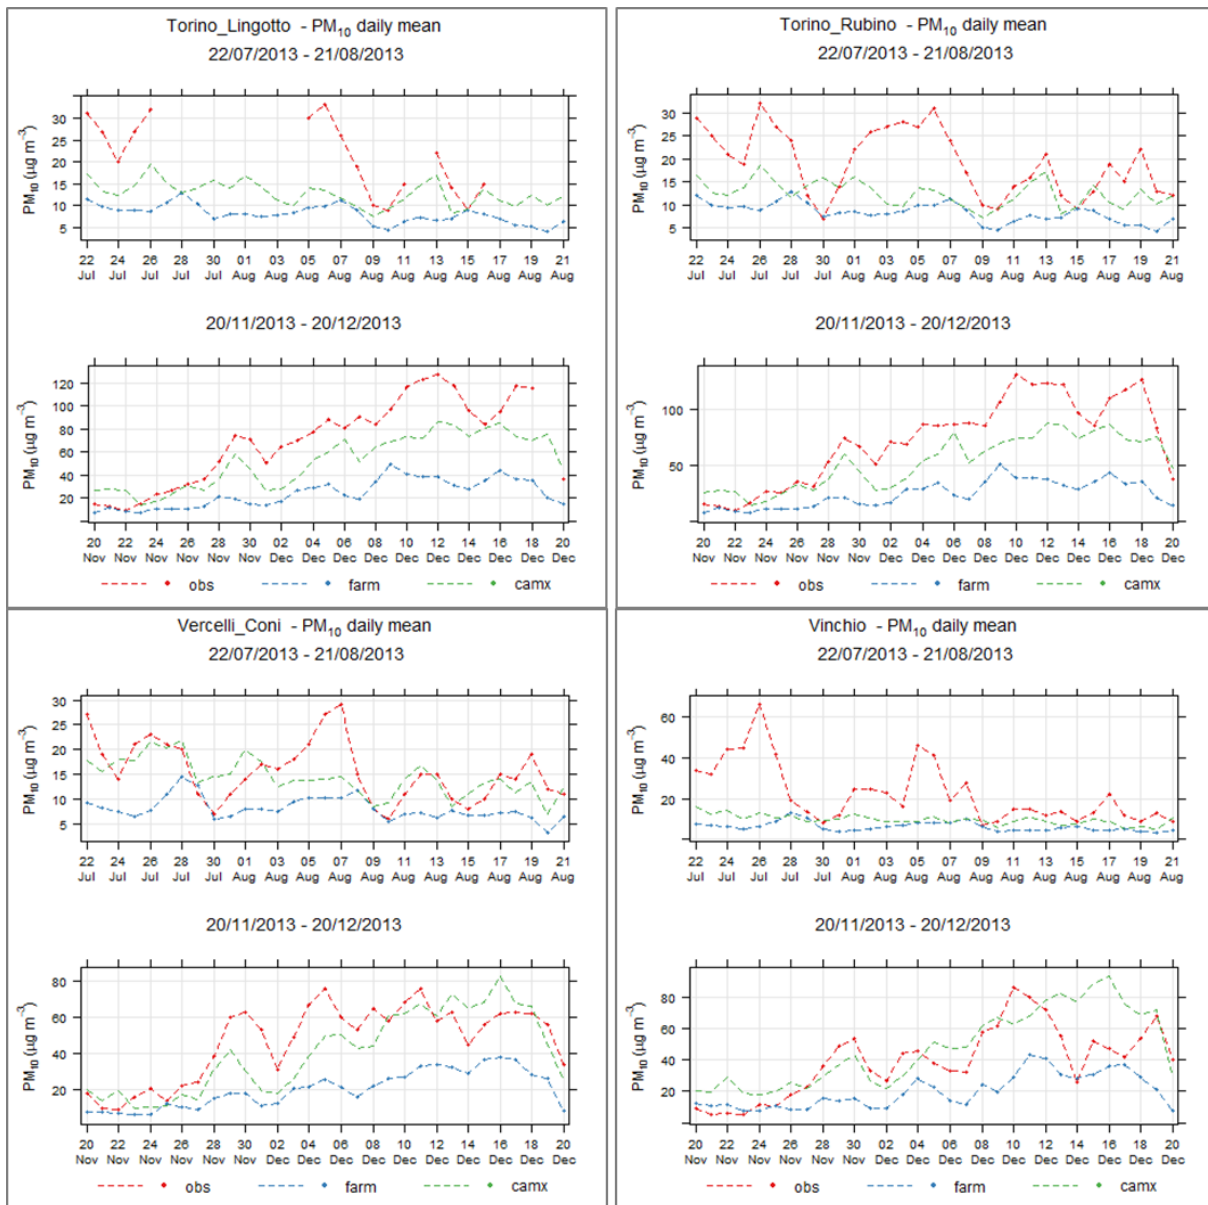 Torino_Lingotto - PM10 daily mean
22/07/2013 - 21/08/2013
PM10 (µg m−3)
30
25
20
15
10
5
22 24 26 28 30 01 03 05 07 09 11 13 15 17 19 21
Jul Jul Jul Jul Jul Aug Aug Aug Aug Aug Aug Aug Aug Aug Aug Aug
20/11/2013 - 20/12/2013
PM10 (µg m−3)
120
100
80
60
40
20
20 22 24 26 28 30 02 04 06 08 10 12 14 16 18 20
Nov Nov Nov Nov Nov Nov Dec Dec Dec Dec Dec Dec Dec Dec Dec Dec
obs farm camx
Torino_Rubino - PM10 daily mean
22/07/2013 - 21/08/2013
PM10 (µg m−3)
30
25
20
15
10
5
22 24 26 28 30 01 03 05 07 09 11 13 15 17 19 21
Jul Jul Jul Jul Jul Aug Aug Aug Aug Aug Aug Aug Aug Aug Aug Aug
20/11/2013 - 20/12/2013
PM10 (µg m−3)
100
50
20 22 24 26 28 30 02 04 06 08 10 12 14 16 18 20
Nov Nov Nov Nov Nov Nov Dec Dec Dec Dec Dec Dec Dec Dec Dec Dec
obs farm camx
Vercelli_Coni - PM10 daily mean
22/07/2013 - 21/08/2013
PM10 (µg m−3)
30
25
20
15
10
5
22 24 26 28 30 01 03 05 07 09 11 13 15 17 19 21
Jul Jul Jul Jul Jul Aug Aug Aug Aug Aug Aug Aug Aug Aug Aug Aug
20/11/2013 - 20/12/2013
PM10 (µg m−3)
80
60
40
20
20 22 24 26 28 30 02 04 06 08 10 12 14 16 18 20
Nov Nov Nov Nov Nov Nov Dec Dec Dec Dec Dec Dec Dec Dec Dec Dec
obs farm camx
Vinchio - PM10 daily mean
22/07/2013 - 21/08/2013
PM10 (µg m−3)
60
40
20
22 24 26 28 30 01 03 05 07 09 11 13 15 17 19 21
Jul Jul Jul Jul Jul Aug Aug Aug Aug Aug Aug Aug Aug Aug Aug Aug
20/11/2013 - 20/12/2013
PM10 (µg m−3)
80
60
40
20
20 22 24 26 28 30 02 04 06 08 10 12 14 16 18 20
Nov Nov Nov Nov Nov Nov Dec Dec Dec Dec Dec Dec Dec Dec Dec Dec
obs farm camx